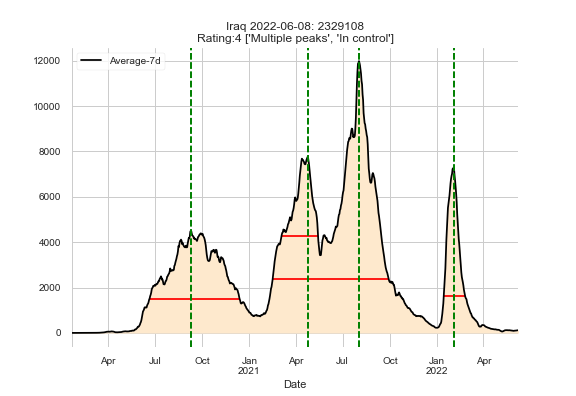 Iraq 2022-06-08: 2329108
Rating:4 ['Multiple peaks', 'In control']
Average-7d
12000
10000
8000
6000
4000
2000
0
Apr Jul Oct Jan Apr Jul Oct Jan Apr
2021 2022
Date